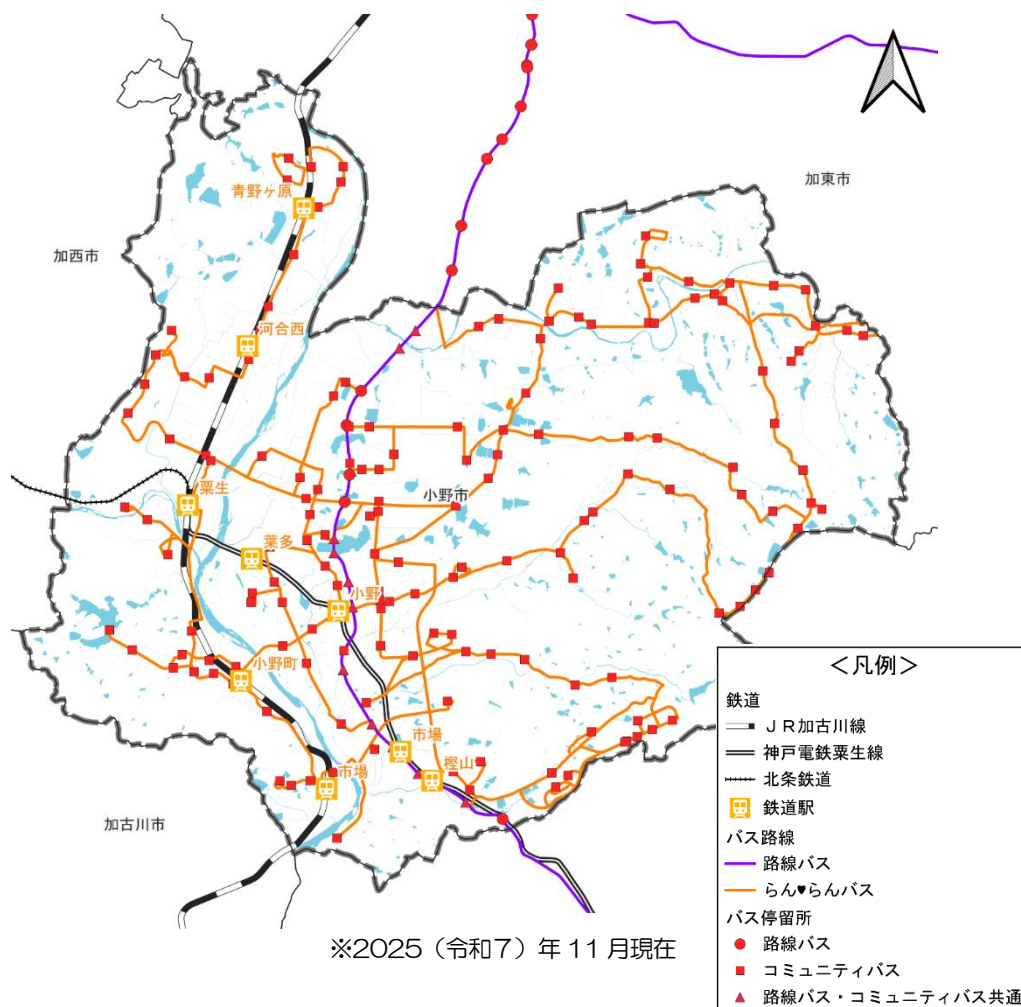 加東市
青野ヶ原
加西市
河合西
小野市
粟生
葉多
小野
小野町
市場
樫山
市場
加古川市
<凡例>
鉄道
ＪＲ加古川線
神戸電鉄粟生線
北条鉄道
鉄道駅
バス路線
路線バス
らん♥らんバス
バス停留所
路線バス
コミュニティバス
路線バス・コミュニティバス共通
※2025（令和７）年 11 月現在